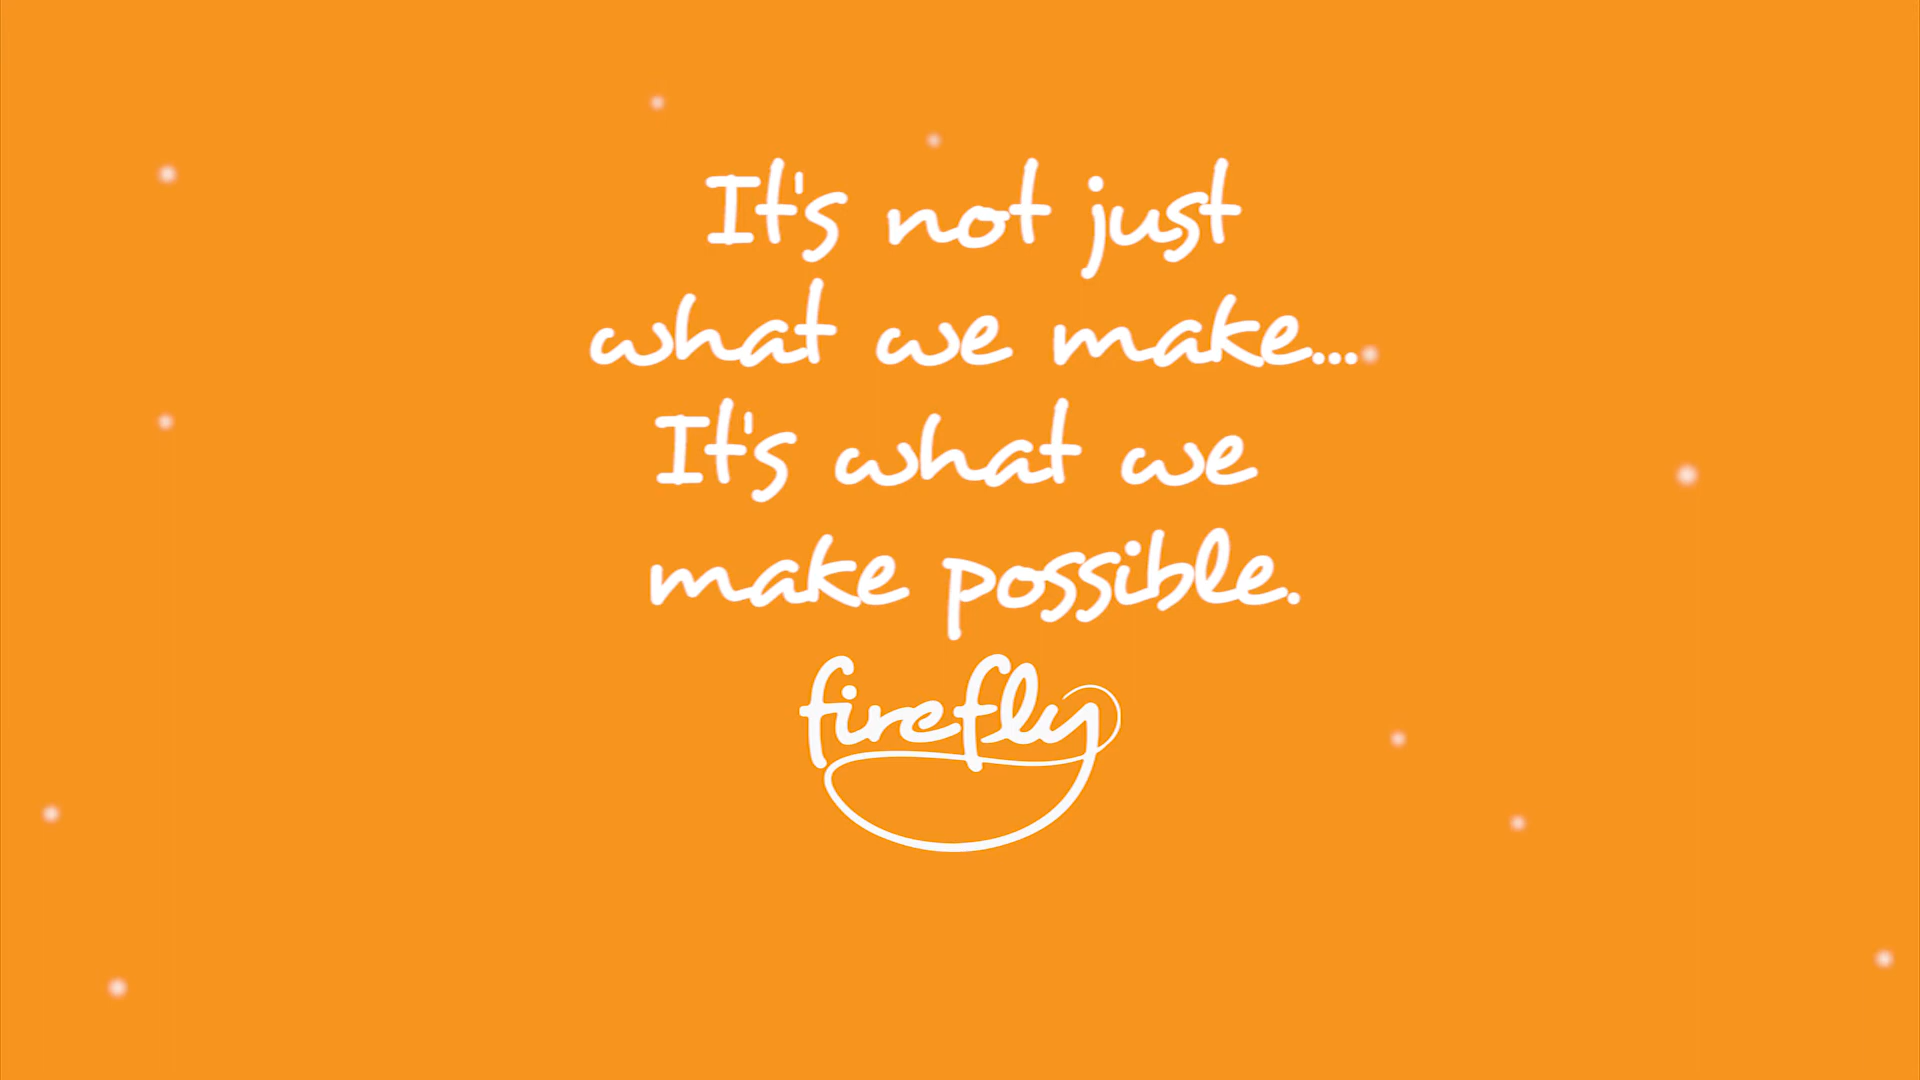 It's not just
what we make...
It's what we
make possible.
firefly